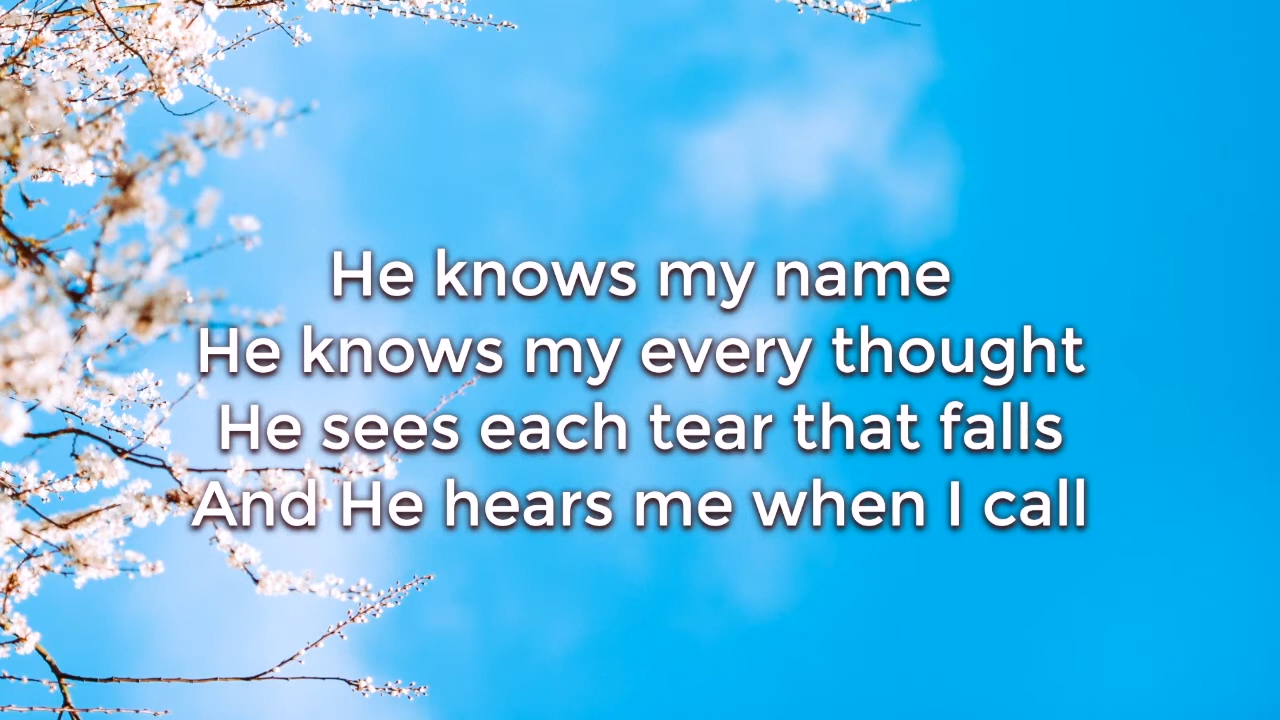 He knows my name
He knows my every thought
He sees each tear that falls
And He hears me when I call